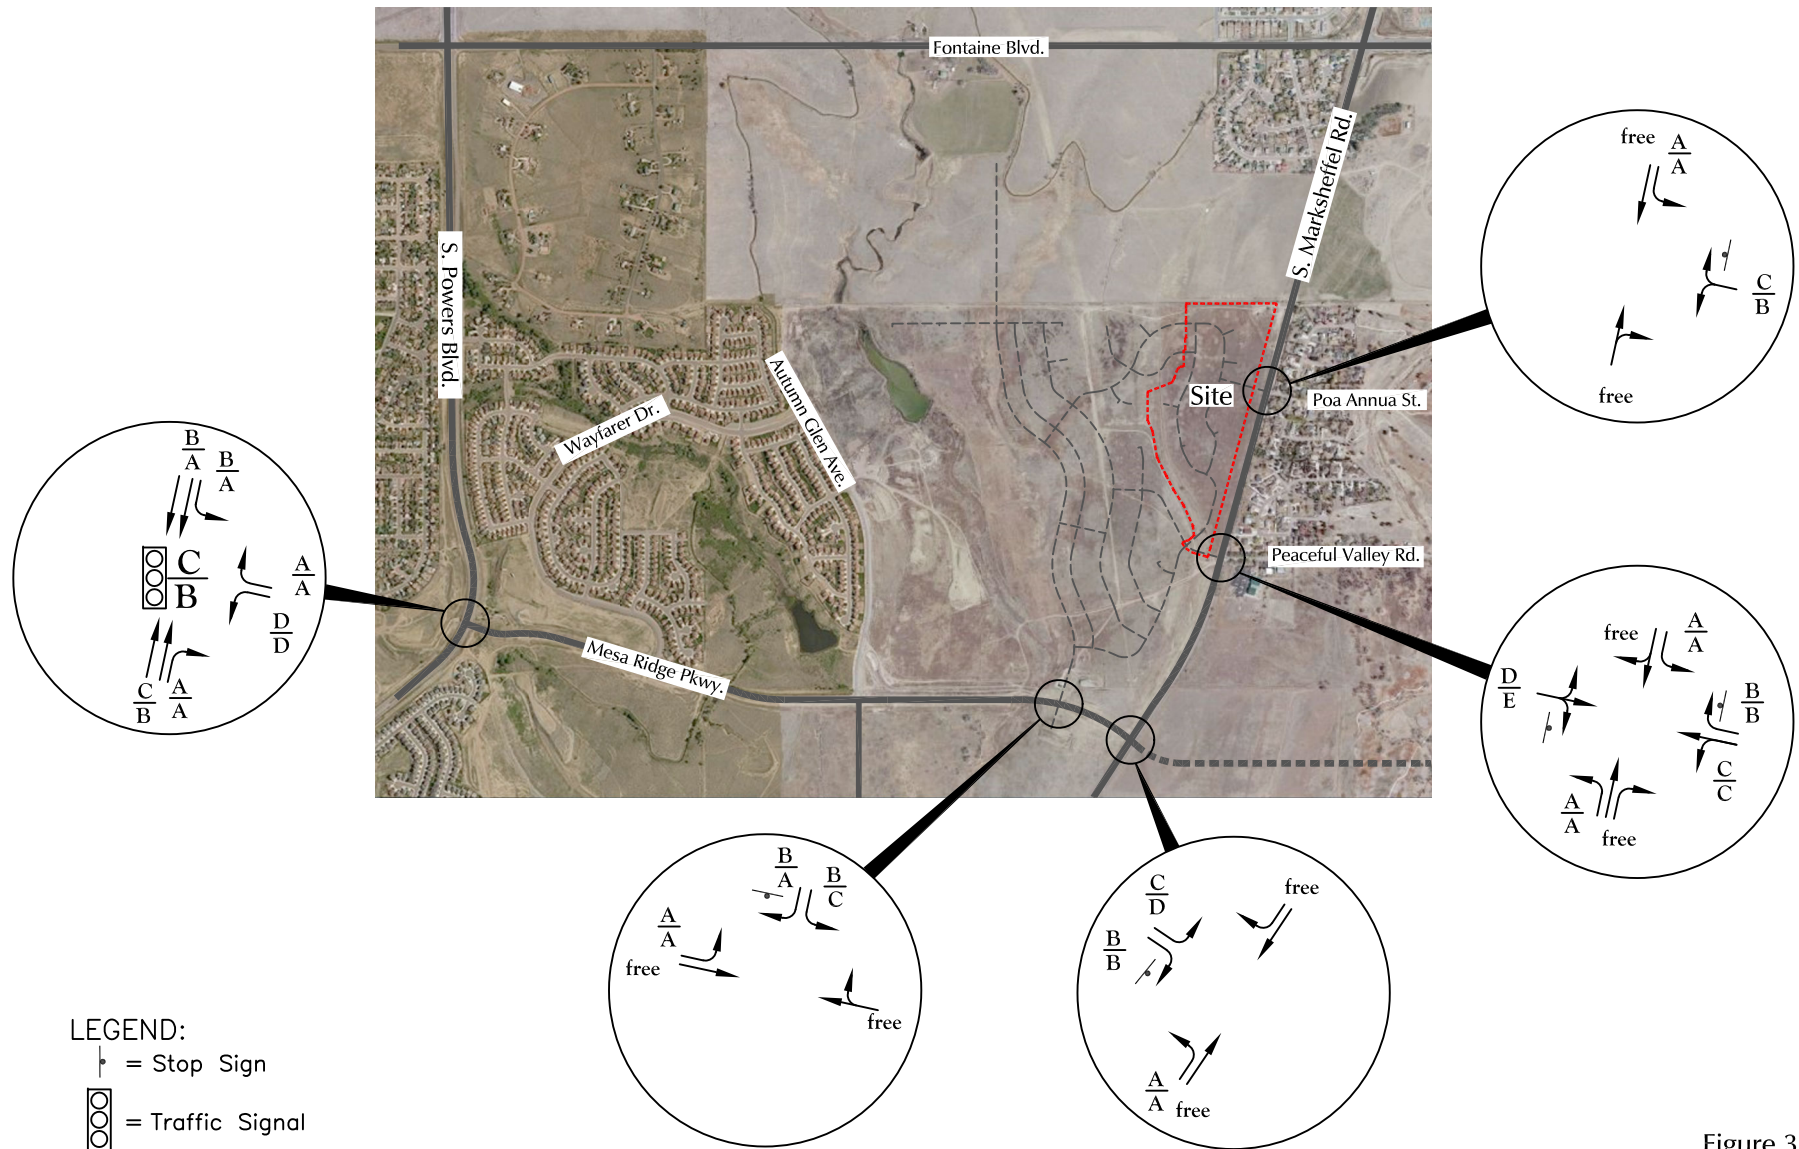 Fontaine Blvd.
S. Marksheffel Rd.
S. Powers Blvd.
Autumn Glen Ave.
Wayfarer Dr.
Site
Poa Annua St.
Peaceful Valley Rd.
Mesa Ridge Pkwy.
free
A
A
C
B
free
B
A
B
A
C
B
A
A
D
D
C
B
A
A
free
A
A
D
E
B
B
C
C
A
A
free
B
A
B
C
A
A
free
free
C
D
free
B
B
A
A
free
LEGEND:
= Stop Sign
= Traffic Signal
Figure 3